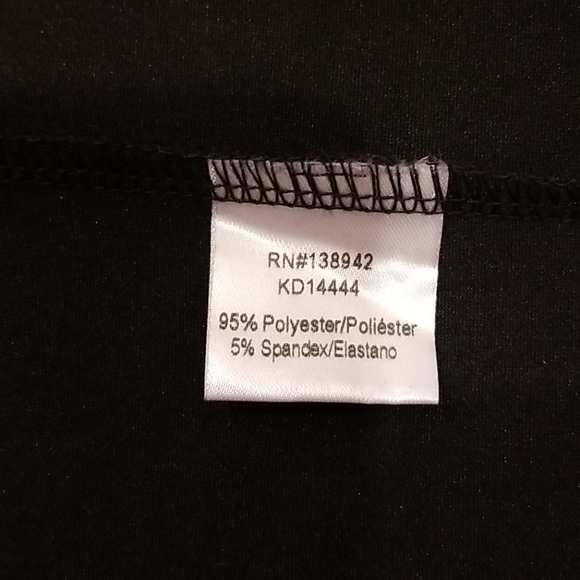 RN#138942
KD14444
95% Polyester/Poliéster
5% Spandex/Elastano